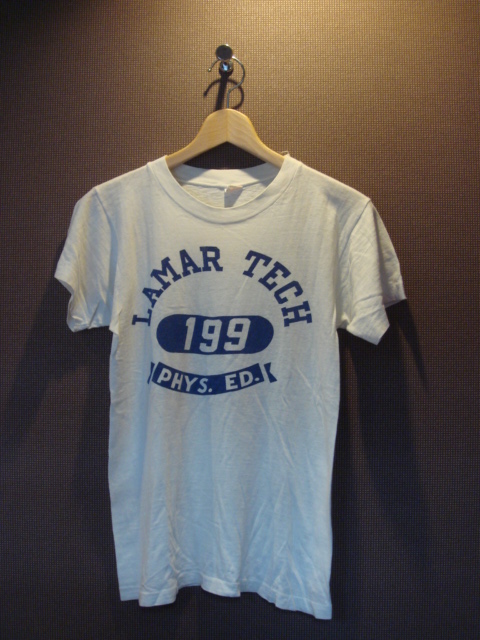 LAMAR TECH
199
PHYS. ED.